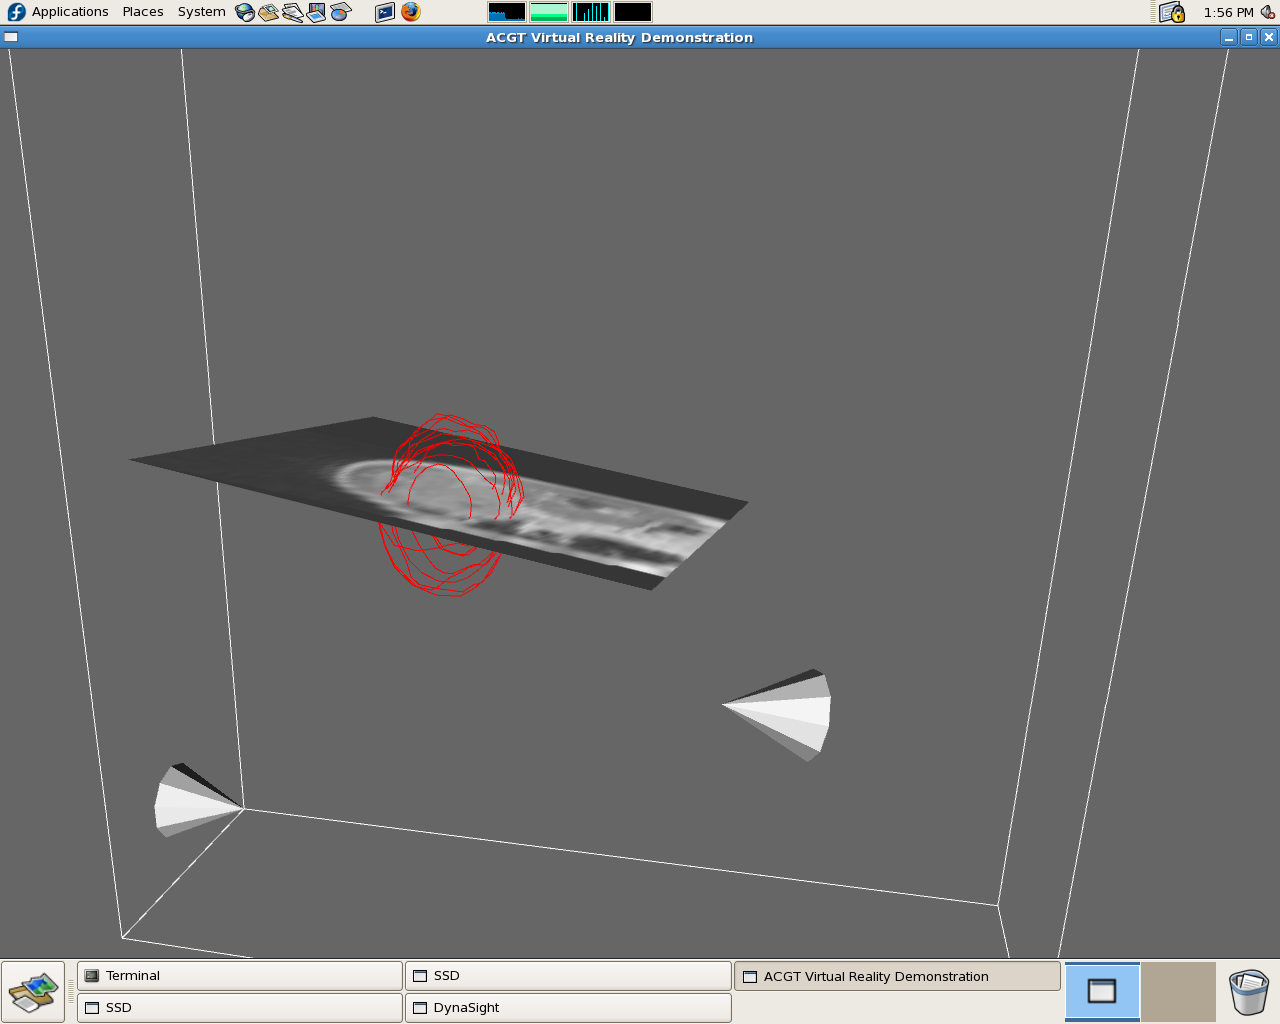 Applications Places System 1:56 PM
ACGT Virtual Reality Demonstration
Terminal SSD ACGT Virtual Reality Demonstration
SSD DynaSight